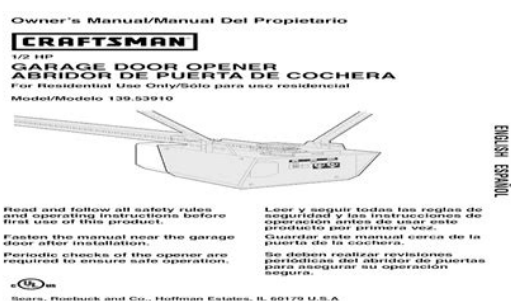 Owner's Manual/Manual Del Propietario
CRAFTSMAN
1/2 HP
GARAGE DOOR OPENER
ABRIDOR DE PUERTA DE COCHERA
For Residential Use Only/Sólo para uso residencial
Model/Modelo 139.53910
ENGLISH ESPAÑOL
Read and follow all safety rules
and operating instructions before
first use of this product.
Fasten the manual near the garage
door after installation.
Periodic checks of the opener are
required to ensure safe operation.
Leer y seguir todas las reglas de
seguridad y las instrucciones de
operación antes de usar este
producto por primera vez.
Guardar este manual cerca de la
puerta de la cochera.
Se deben realizar revisiones
periódicas del abridor de puertas
para asegurar su operación
segura.
C UL US
Sears, Roebuck and Co., Hoffman Estates, IL 60179 U.S.A